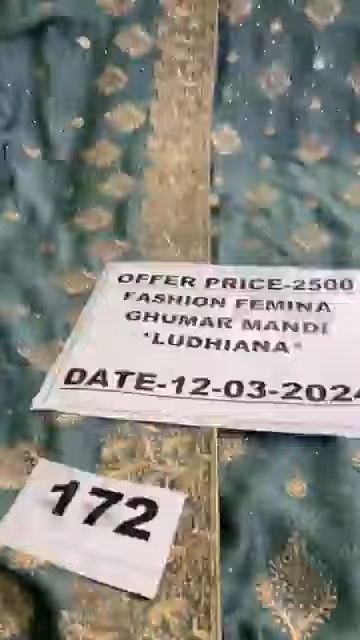 OFFER PRICE-2500
FASHION FEMINA
GHUMAR MANDI
"LUDHIANA"
DATE-12-03-2024
172